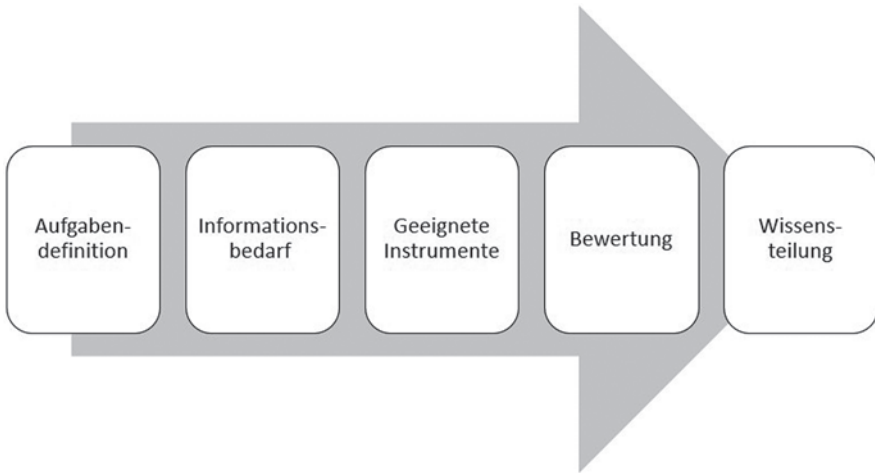 Aufgaben-
definition
Informations-
bedarf
Geeignete
Instrumente
Bewertung
Wissens-
teilung